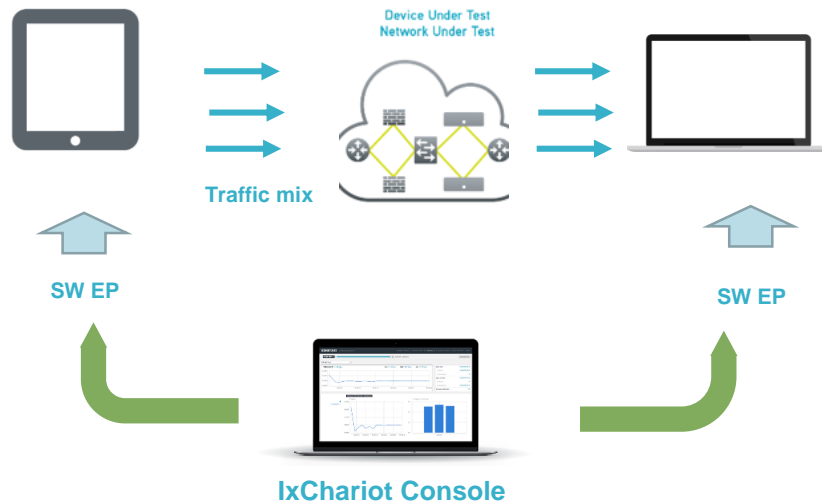 Device Under Test
Network Under Test
Traffic mix
SW EP
SW EP
IxChariot Console